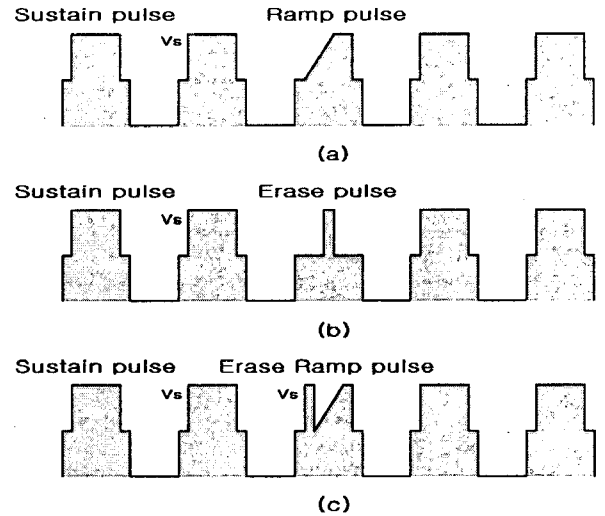 Sustain pulse Ramp pulse
Vs
(a)
Sustain pulse Erase pulse
Vs
(b)
Sustain pulse Erase Ramp pulse
Vs Vs
(c)